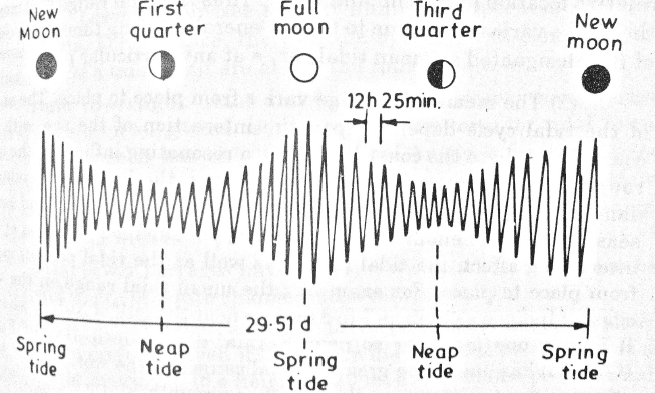 New
Moon
First
quarter
Full
moon
Third
quarter
New
moon
12h 25min.
29·51 d
Spring
tide
Neap
tide
Spring
tide
Neap
tide
Spring
tide